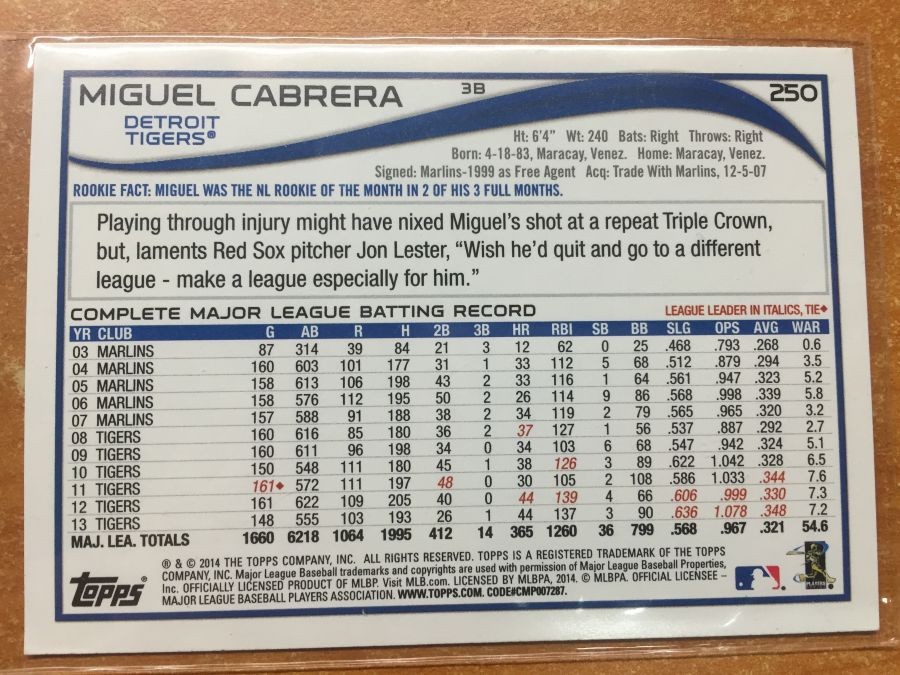 MIGUEL CABRERA 3B 250
DETROIT
TIGERS®
Ht: 6'4" Wt: 240 Bats: Right Throws: Right
Born: 4-18-83, Maracay, Venez. Home: Maracay, Venez.
Signed: Marlins-1999 as Free Agent Acq: Trade With Marlins, 12-5-07
ROOKIE FACT: MIGUEL WAS THE NL ROOKIE OF THE MONTH IN 2 OF HIS 3 FULL MONTHS.
Playing through injury might have nixed Miguel's shot at a repeat Triple Crown,
but, laments Red Sox pitcher Jon Lester, "Wish he'd quit and go to a different
league - make a league especially for him."
COMPLETE MAJOR LEAGUE BATTING RECORD LEAGUE LEADER IN ITALICS, TIE◆
YR CLUB G AB R H 2B 3B HR RBI SB BB SLG OPS AVG WAR
03 MARLINS 87 314 39 84 21 3 12 62 0 25 .468 .793 .268 0.6
04 MARLINS 160 603 101 177 31 1 33 112 5 68 .512 .879 .294 3.5
05 MARLINS 158 613 106 198 43 2 33 116 1 64 .561 .947 .323 5.2
06 MARLINS 158 576 112 195 50 2 26 114 9 86 .568 .998 .339 5.8
07 MARLINS 157 588 91 188 38 2 34 119 2 79 .565 .965 .320 3.2
08 TIGERS 160 616 85 180 36 2 37 127 1 56 .537 .887 .292 2.7
09 TIGERS 160 611 96 198 34 0 34 103 6 68 .547 .942 .324 5.1
10 TIGERS 150 548 111 180 45 1 38 126 3 89 .622 1.042 .328 6.5
11 TIGERS 161◆ 572 111 197 48 0 30 105 2 108 .586 1.033 .344 7.6
12 TIGERS 161 622 109 205 40 0 44 139 4 66 .606 .999 .330 7.3
13 TIGERS 148 555 103 193 26 1 44 137 3 90 .636 1.078 .348 7.2
MAJ. LEA. TOTALS 1660 6218 1064 1995 412 14 365 1260 36 799 .568 .967 .321 54.6
® & © 2014 THE TOPPS COMPANY, INC. ALL RIGHTS RESERVED. TOPPS IS A REGISTERED TRADEMARK OF THE TOPPS
COMPANY, INC. Major League Baseball trademarks and copyrights are used with permission of Major League Baseball Properties,
Inc. OFFICIALLY LICENSED PRODUCT OF MLBP. Visit MLB.com. LICENSED BY MLBPA, 2014. © MLBPA. OFFICIAL LICENSEE –
MAJOR LEAGUE BASEBALL PLAYERS ASSOCIATION. WWW.TOPPS.COM. CODE#CMP007287.
Topps®
PLAYERS